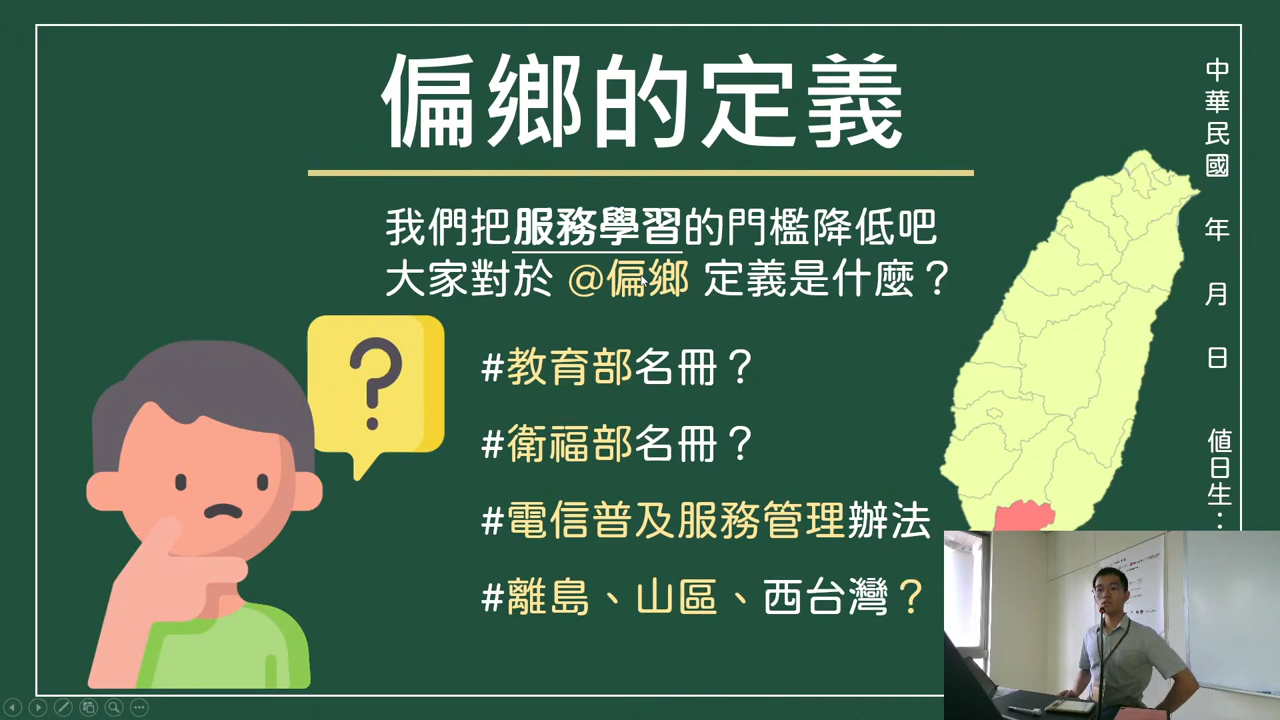 偏鄉的定義
我們把服務學習的門檻降低吧
大家對於 @偏鄉 定義是什麼？
?
#教育部名冊？
#衛福部名冊？
#電信普及服務管理辦法
#離島、山區、西台灣？
中華民國 年 月 日 值日生：